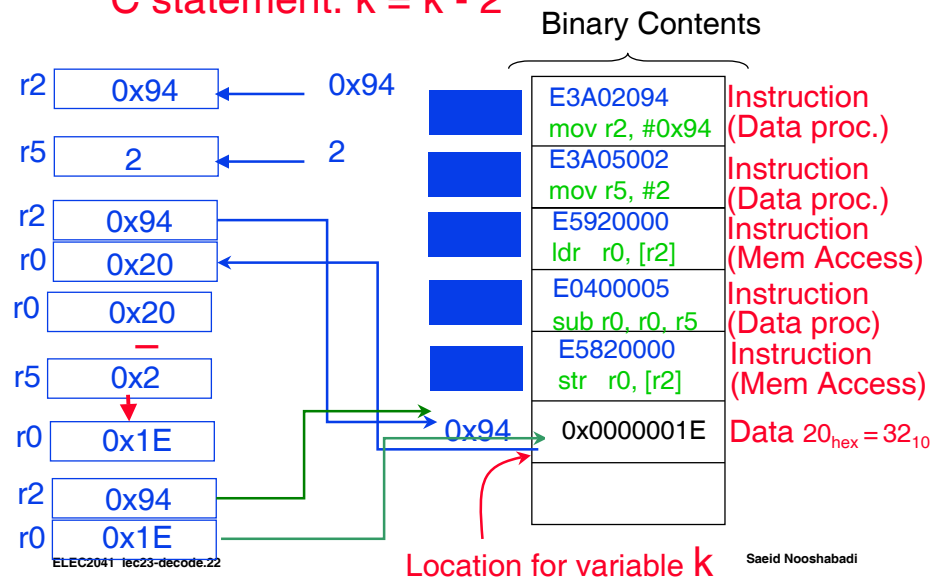 C statement: k = k - 2
Binary Contents
r2 0x94 0x94
r5 2 2
r2 0x94
r0 0x20
r0 0x20
–
r5 0x2
r0 0x1E
r2 0x94
r0 0x1E
E3A02094
mov r2, #0x94
Instruction
(Data proc.)
E3A05002
mov r5, #2
Instruction
(Data proc.)
E5920000
ldr r0, [r2]
Instruction
(Mem Access)
E0400005
sub r0, r0, r5
Instruction
(Data proc)
E5820000
str r0, [r2]
Instruction
(Mem Access)
0x94 0x0000001E Data 20hex = 3210
Location for variable k
ELEC2041 lec23-decode.22
Saeid Nooshabadi